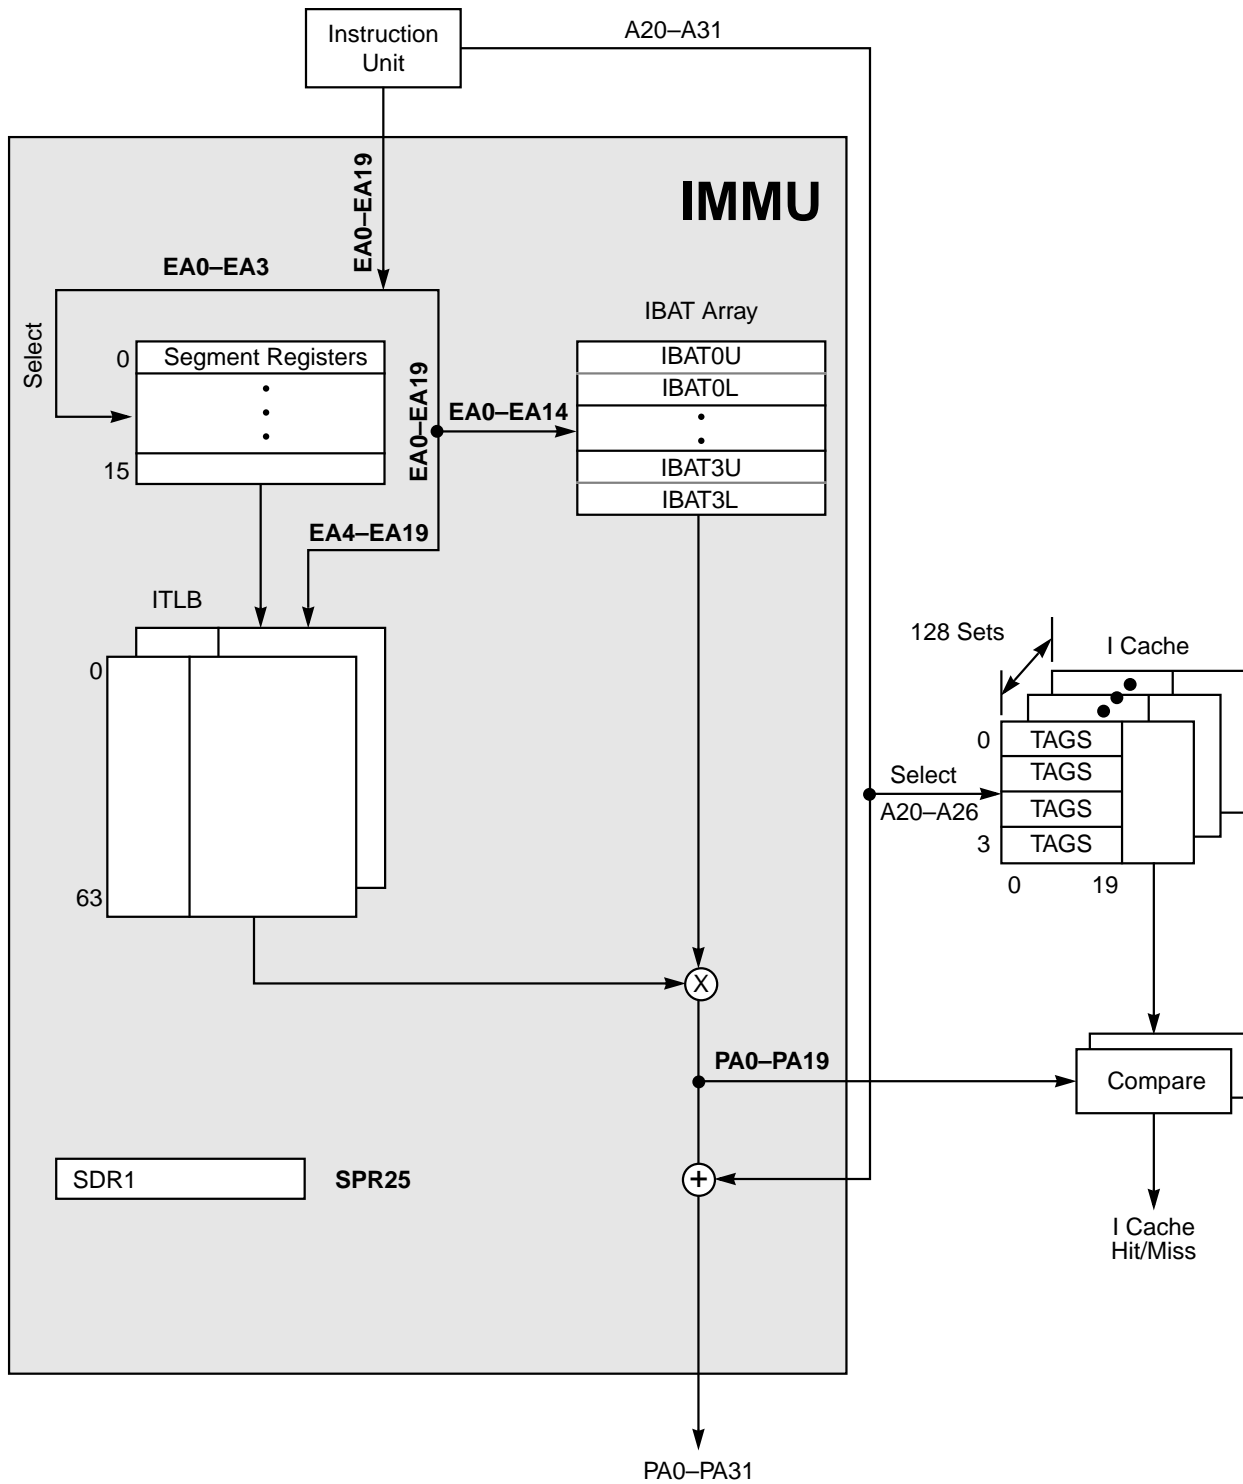 Instruction
Unit
A20–A31
EA0–EA19
IMMU
EA0–EA3
Select
IBAT Array
0
Segment Registers
15
EA0–EA19
EA0–EA14
IBAT0U
IBAT0L
IBAT3U
IBAT3L
EA4–EA19
ITLB
0
63
128 Sets
I Cache
0
TAGS
TAGS
TAGS
3
TAGS
Select
A20–A26
0
19
X
PA0–PA19
Compare
SDR1
SPR25
+
I Cache
Hit/Miss
PA0–PA31